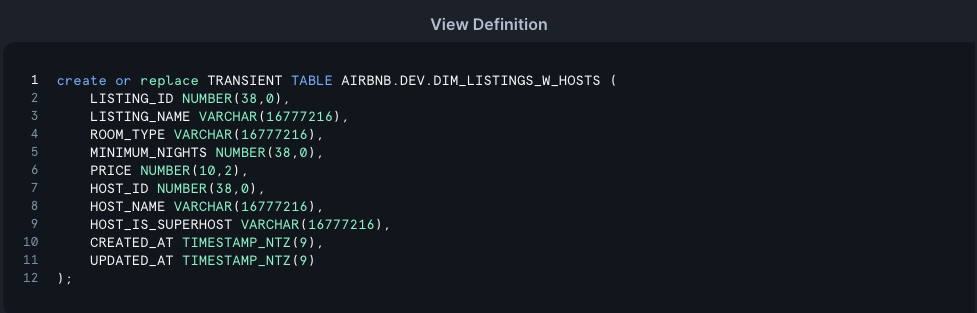 View Definition
1 create or replace TRANSIENT TABLE AIRBNB.DEV.DIM_LISTINGS_W_HOSTS (
2 LISTING_ID NUMBER(38,0),
3 LISTING_NAME VARCHAR(16777216),
4 ROOM_TYPE VARCHAR(16777216),
5 MINIMUM_NIGHTS NUMBER(38,0),
6 PRICE NUMBER(10,2),
7 HOST_ID NUMBER(38,0),
8 HOST_NAME VARCHAR(16777216),
9 HOST_IS_SUPERHOST VARCHAR(16777216),
10 CREATED_AT TIMESTAMP_NTZ(9),
11 UPDATED_AT TIMESTAMP_NTZ(9)
12 );